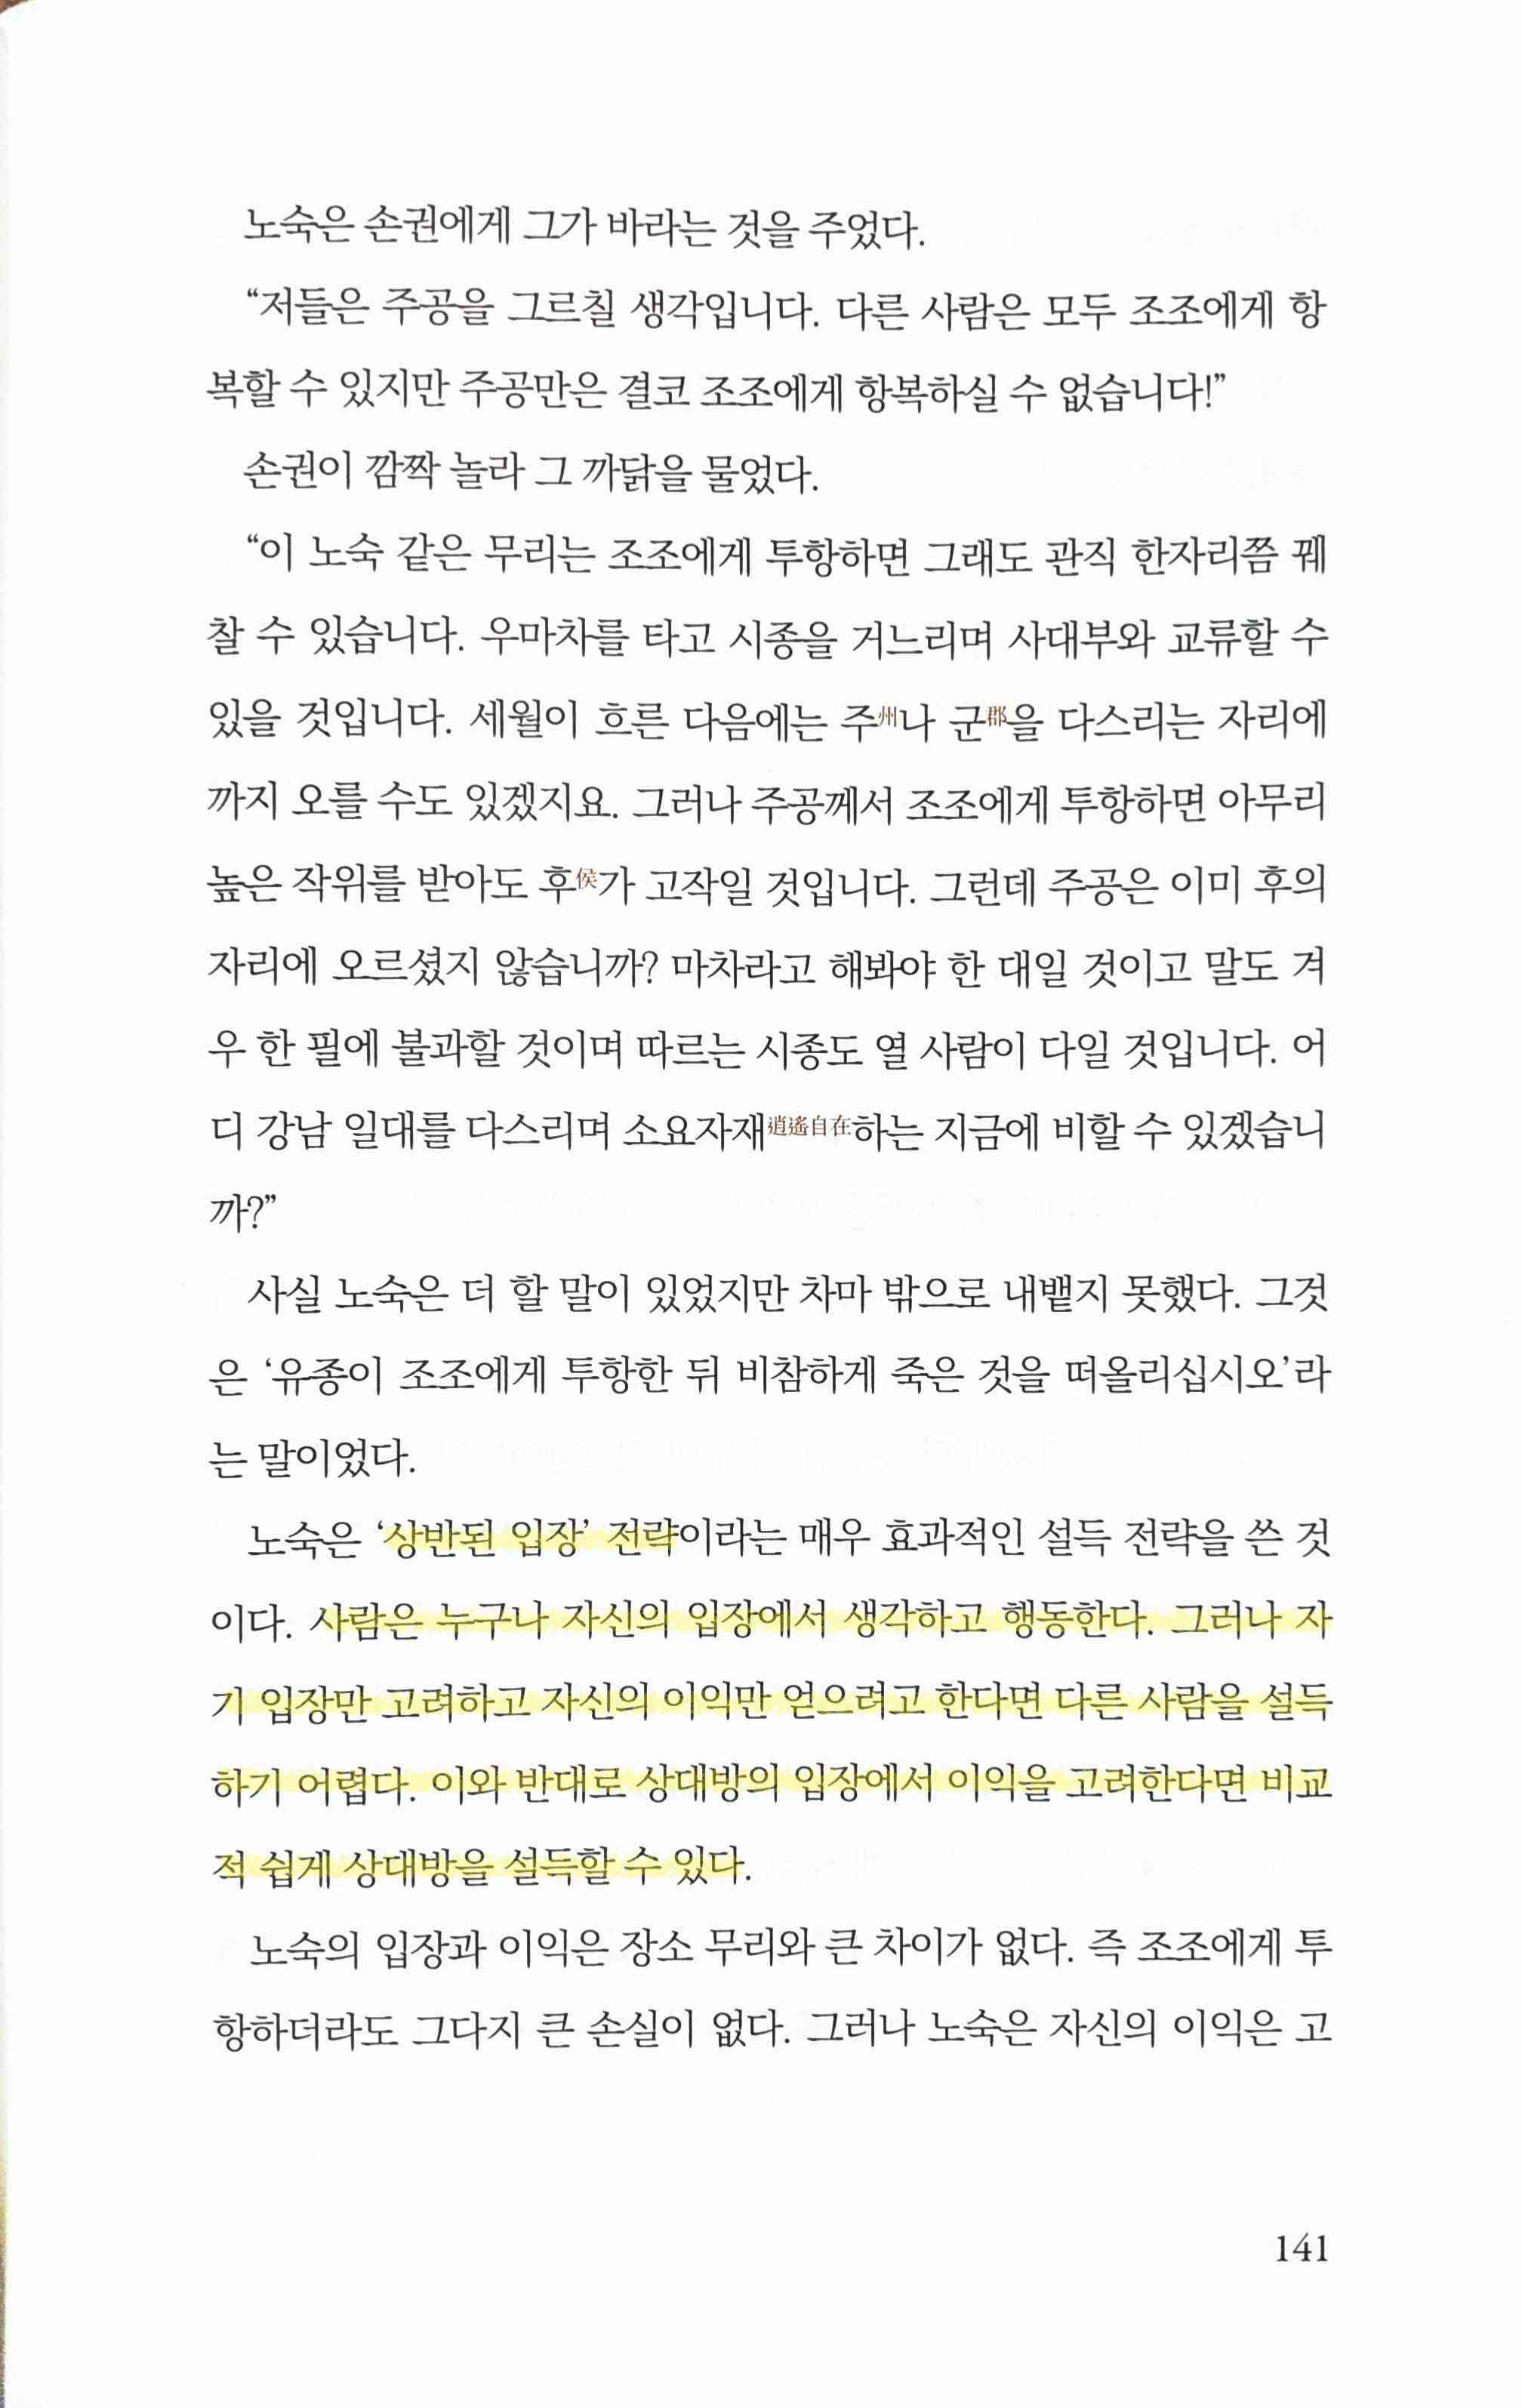 노숙은 손권에게 그가 바라는 것을 주었다.
“저들은 주공을 그르칠 생각입니다. 다른 사람은 모두 조조에게 항
복할 수 있지만 주공만은 결코 조조에게 항복하실 수 없습니다!”
손권이 깜짝 놀라 그 까닭을 물었다.
“이 노숙 같은 무리는 조조에게 투항하면 그래도 관직 한자리쯤 꿰
찰 수 있습니다. 우마차를 타고 시종을 거느리며 사대부와 교류할 수
있을 것입니다. 세월이 흐른 다음에는 주州나 군郡을 다스리는 자리에
까지 오를 수도 있겠지요. 그러나 주공께서 조조에게 투항하면 아무리
높은 작위를 받아도 후侯가 고작일 것입니다. 그런데 주공은 이미 후의
자리에 오르셨지 않습니까? 마차라고 해봐야 한 대일 것이고 말도 겨
우 한 필에 불과할 것이며 따르는 시종도 열 사람이 다일 것입니다. 어
디 강남 일대를 다스리며 소요자재逍遙自在하는 지금에 비할 수 있겠습니
까?”
사실 노숙은 더 할 말이 있었지만 차마 밖으로 내뱉지 못했다. 그것
은 ‘유종이 조조에게 투항한 뒤 비참하게 죽은 것을 떠올리십시오’라
는 말이었다.
노숙은 ‘상반된 입장’ 전략이라는 매우 효과적인 설득 전략을 쓴 것
이다. 사람은 누구나 자신의 입장에서 생각하고 행동한다. 그러나 자
기 입장만 고려하고 자신의 이익만 얻으려고 한다면 다른 사람을 설득
하기 어렵다. 이와 반대로 상대방의 입장에서 이익을 고려한다면 비교
적 쉽게 상대방을 설득할 수 있다.
노숙의 입장과 이익은 장소 무리와 큰 차이가 없다. 즉 조조에게 투
항하더라도 그다지 큰 손실이 없다. 그러나 노숙은 자신의 이익은 고
141